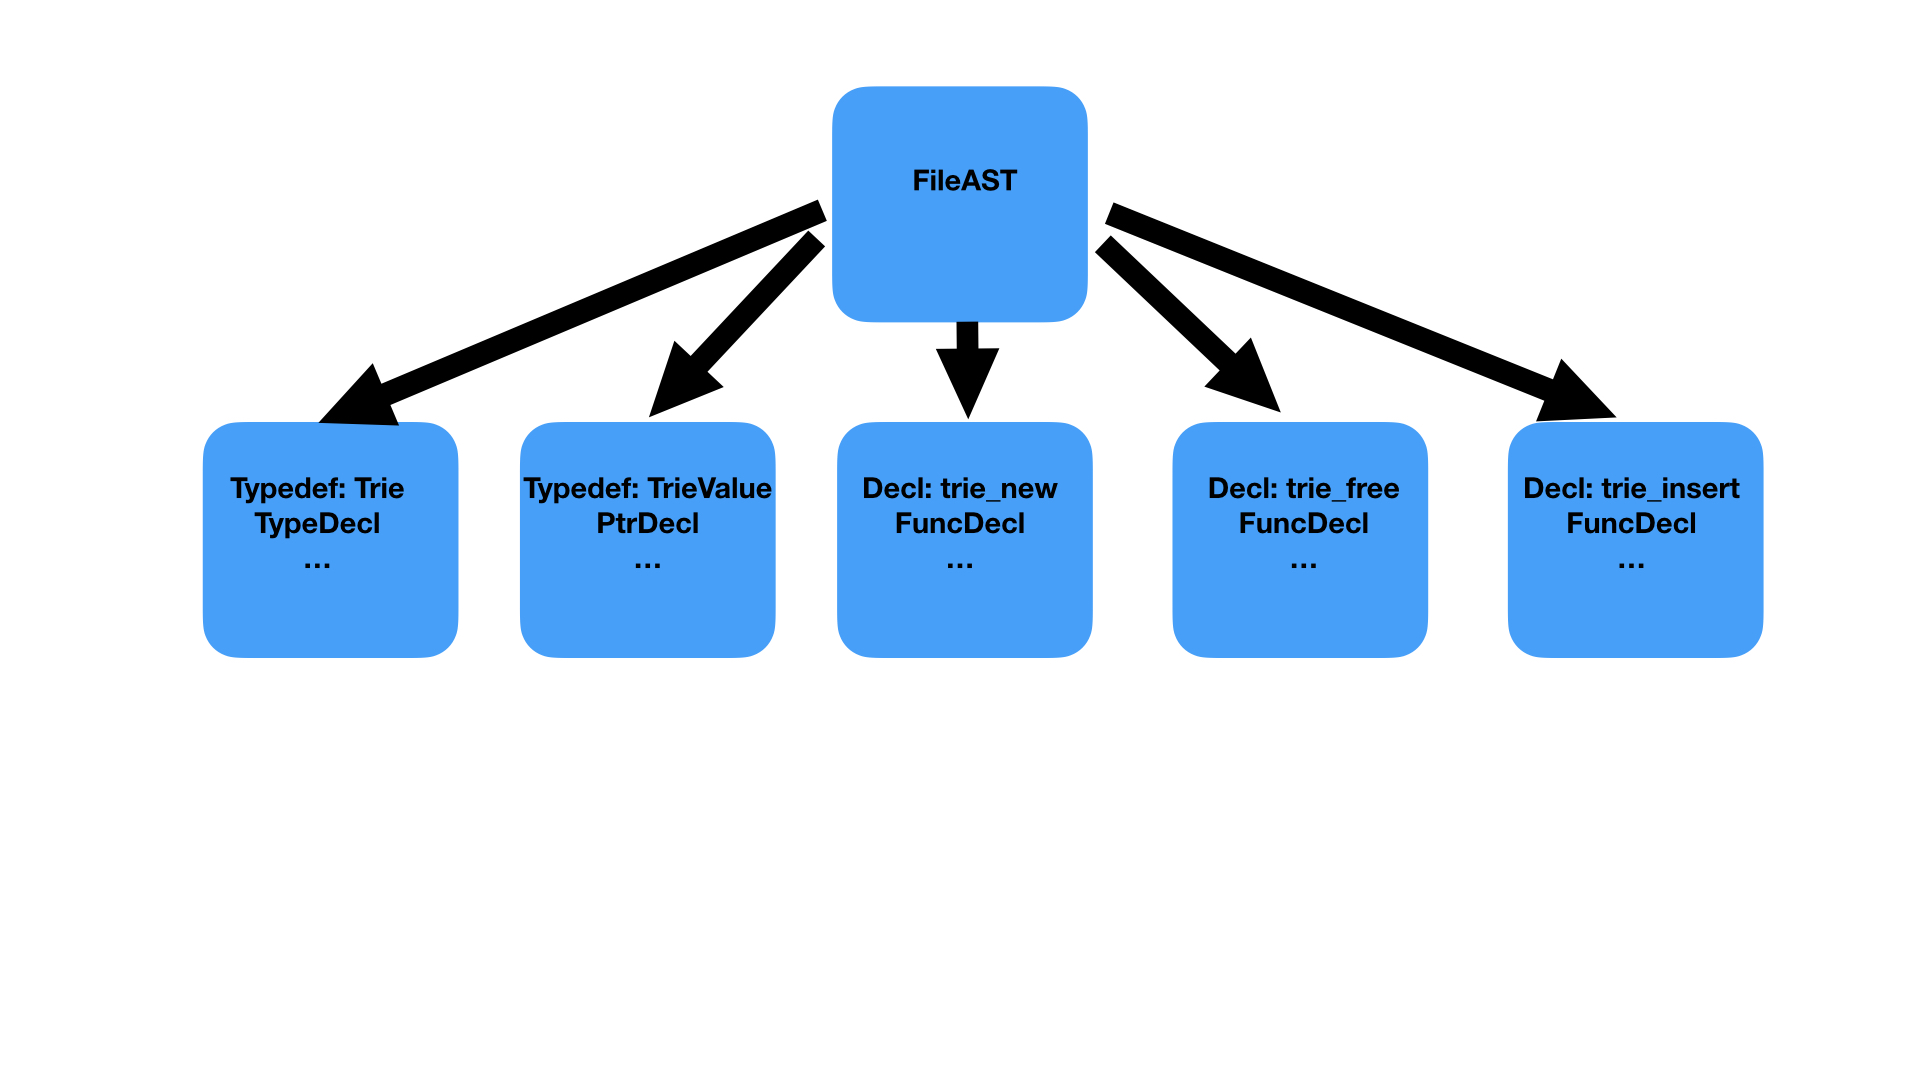 FileAST
Typedef: Trie
TypeDecl
...
Typedef: TrieValue
PtrDecl
...
Decl: trie_new
FuncDecl
...
Decl: trie_free
FuncDecl
...
Decl: trie_insert
FuncDecl
...